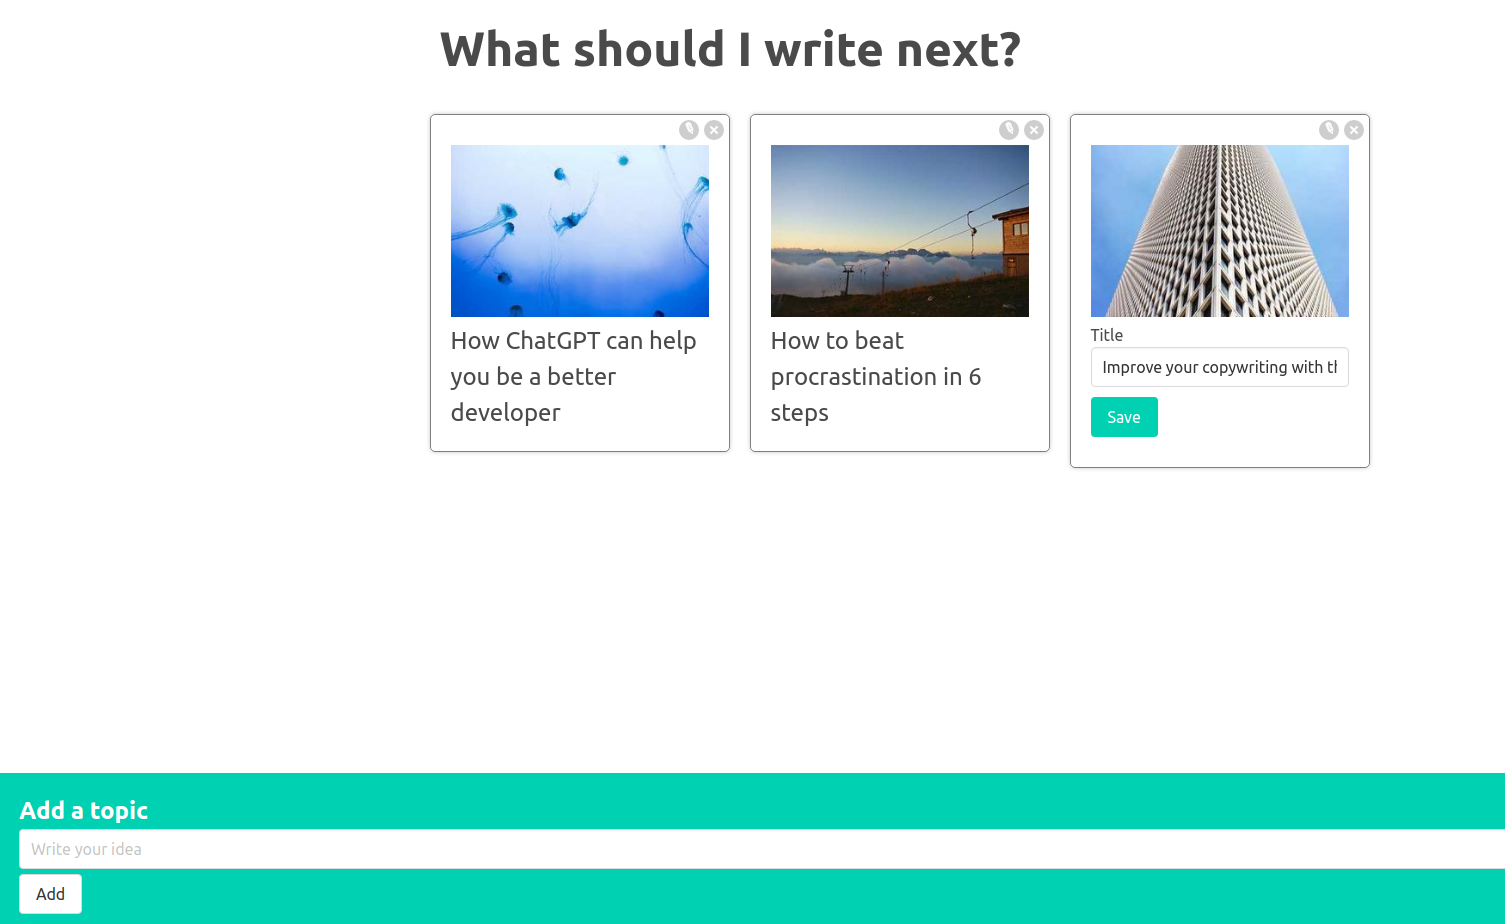 What should I write next?
How ChatGPT can help
you be a better
developer
How to beat
procrastination in 6
steps
Title
Improve your copywriting with
Save
Add a topic
Write your idea
Add